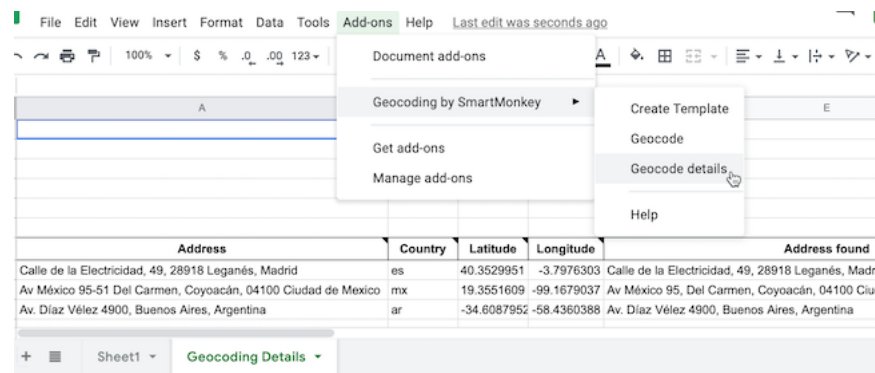 File Edit View Insert Format Data Tools Add-ons Help Last edit was seconds ago
100% $ % .0 .00 123 A
Document add-ons
Geocoding by SmartMonkey
Get add-ons
Manage add-ons
Create Template
Geocode
Geocode details
Help
A E
Address Country Latitude Longitude Address found
Calle de la Electricidad, 49, 28918 Leganés, Madrid es 40.3529951 -3.7976303 Calle de la Electricidad, 49, 28918 Leganés, Madr
Av México 95-51 Del Carmen, Coyoacán, 04100 Ciudad de Mexico mx 19.3551609 -99.1679037 Av México 95, Del Carmen, Coyoacán, 04100 Ciu
Av. Díaz Vélez 4900, Buenos Aires, Argentina ar -34.6087952 -58.4360388 Av. Díaz Vélez 4900, Buenos Aires, Argentina
Sheet1 Geocoding Details